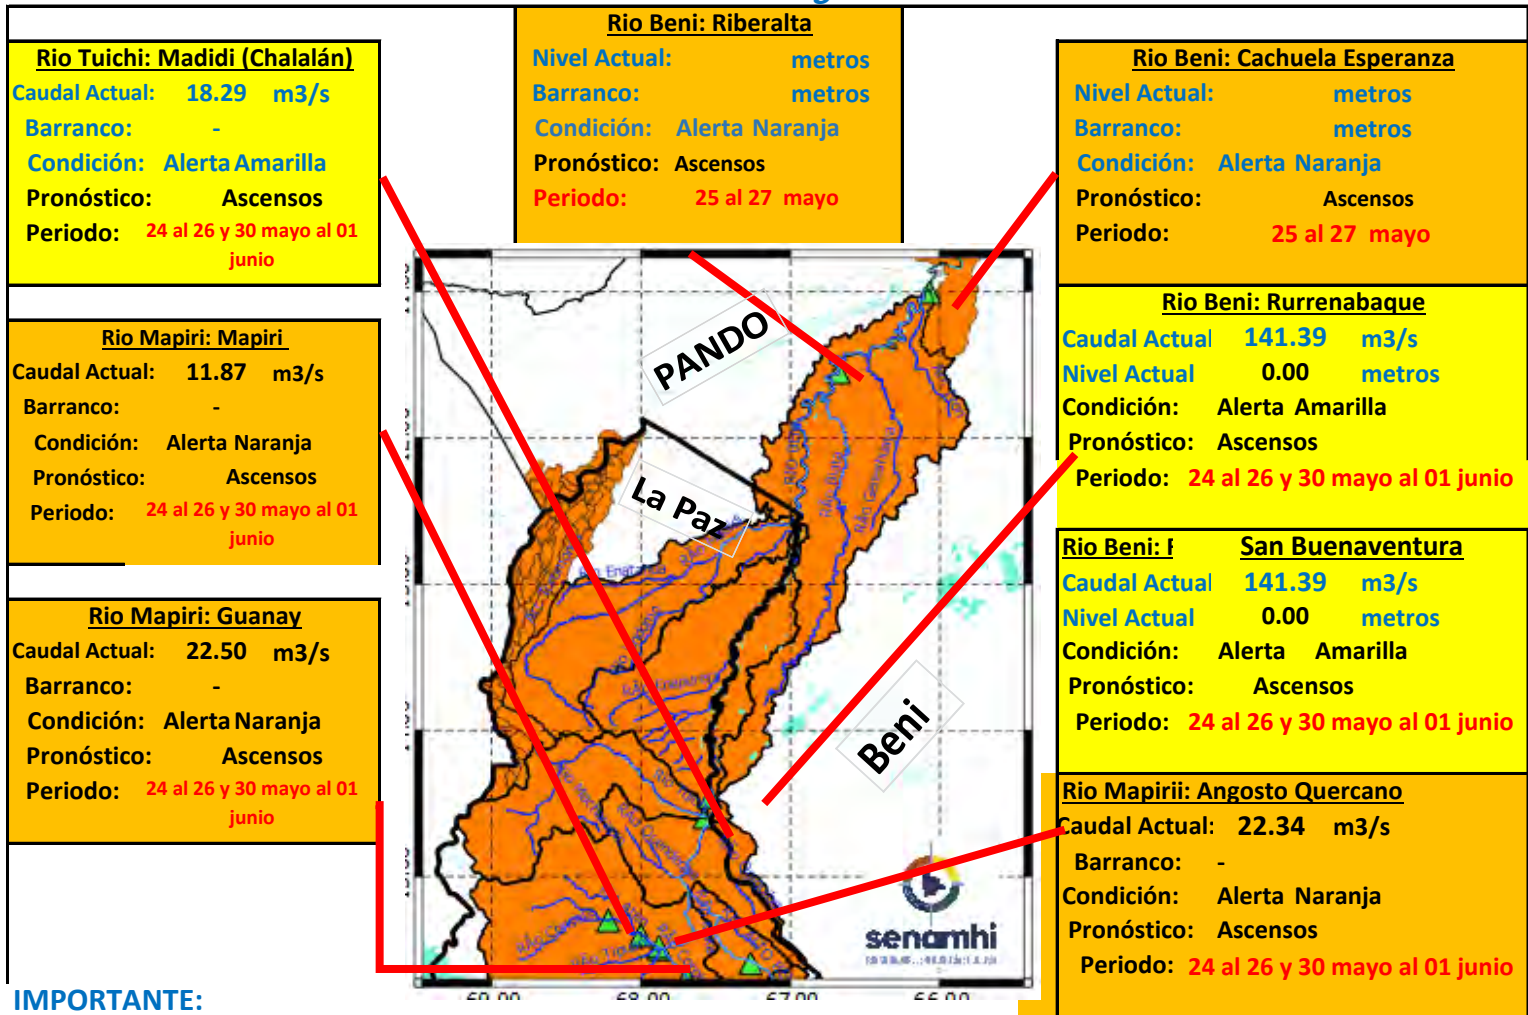 Rio Tuichi: Madidi (Chalalán)
Caudal Actual: 18.29 m3/s
Barranco: -
Condición: Alerta Amarilla
Pronóstico: Ascensos
Periodo: 24 al 26 y 30 mayo al 01
junio
Rio Mapiri: Mapiri
Caudal Actual: 11.87 m3/s
Barranco: -
Condición: Alerta Naranja
Pronóstico: Ascensos
Periodo: 24 al 26 y 30 mayo al 01
junio
Rio Mapiri: Guanay
Caudal Actual: 22.50 m3/s
Barranco: -
Condición: Alerta Naranja
Pronóstico: Ascensos
Periodo: 24 al 26 y 30 mayo al 01
junio
Rio Beni: Riberalta
Nivel Actual: metros
Barranco: metros
Condición: Alerta Naranja
Pronóstico: Ascensos
Periodo: 25 al 27 mayo
PANDO
La Paz
Beni
senamhi
67.00
66.00
Rio Beni: Cachuela Esperanza
Nivel Actual: metros
Barranco: metros
Condición: Alerta Naranja
Pronóstico: Ascensos
Periodo: 25 al 27 mayo
Rio Beni: Rurrenabaque
Caudal Actual 141.39 m3/s
Nivel Actual 0.00 metros
Condición: Alerta Amarilla
Pronóstico: Ascensos
Periodo: 24 al 26 y 30 mayo al 01 junio
Rio Beni: San Buenaventura
Caudal Actual 141.39 m3/s
Nivel Actual 0.00 metros
Condición: Alerta Amarilla
Pronóstico: Ascensos
Periodo: 24 al 26 y 30 mayo al 01 junio
Rio Mapirii: Angosto Quercano
Caudal Actual: 22.34 m3/s
Barranco: -
Condición: Alerta Naranja
Pronóstico: Ascensos
Periodo: 24 al 26 y 30 mayo al 01 junio
IMPORTANTE: